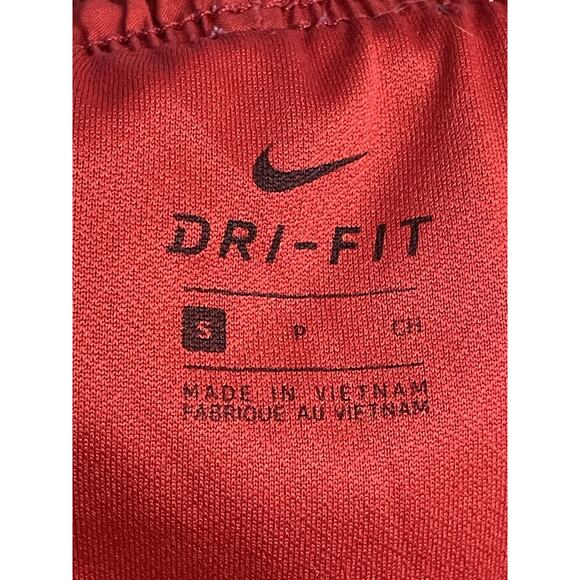 DRI-FIT
S P CH
MADE IN VIETNAM
FABRIQUE AU VIETNAM